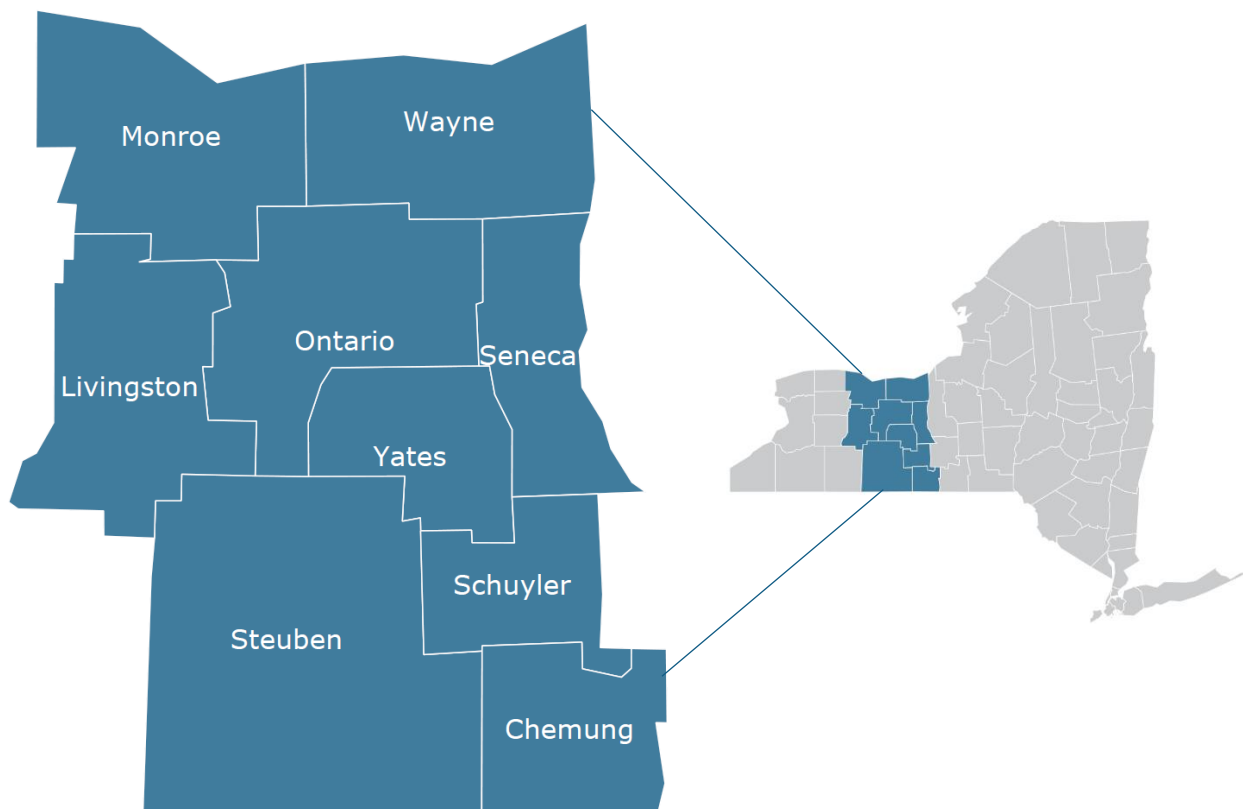 Monroe
Wayne
Ontario
Seneca
Livingston
Yates
Schuyler
Steuben
Chemung